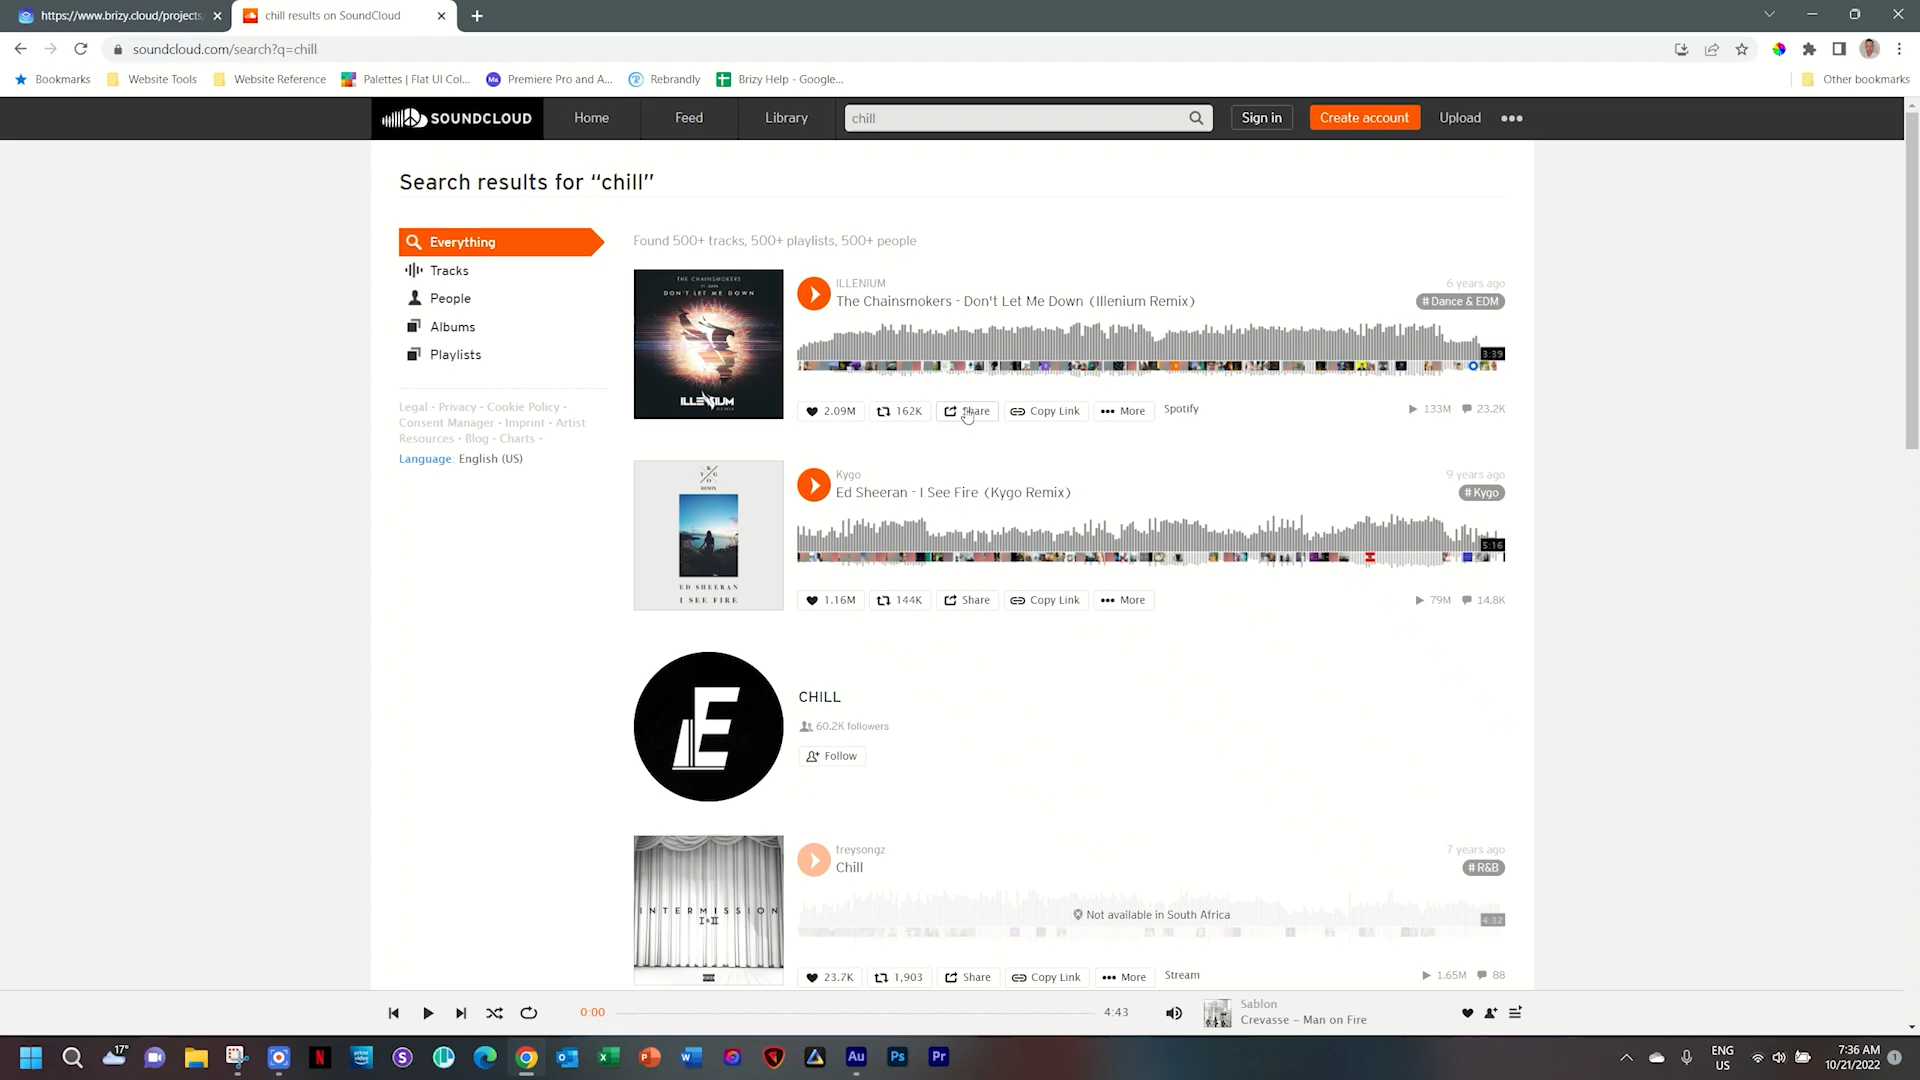 https://www.brizy.cloud/projects,
chill results on SoundCloud
soundcloud.com/search?q=chill
Bookmarks
Website Tools
Website Reference
Palettes | Flat UI Col...
Premiere Pro and A...
Rebrandly
Brizy Help - Google...
Other bookmarks
SOUNDCLOUD
Home
Feed
Library
chill
Sign in
Create account
Upload
Search results for “chill”
Everything
Tracks
People
Albums
Playlists
Legal - Privacy - Cookie Policy -
Consent Manager - Imprint - Artist
Resources - Blog - Charts -
Language: English (US)
Found 500+ tracks, 500+ playlists, 500+ people
THE CHAINSMOKERS
DON'T LET ME DOWN
ILLENIUM
REMIX
ILLENIUM
6 years ago
The Chainsmokers - Don't Let Me Down (Illenium Remix)
# Dance & EDM
3:39
2.09M
162K
Share
Copy Link
More
Spotify
133M
23.2K
KYGO
REMIX
ED SHEERAN
I SEE FIRE
Kygo
9 years ago
Ed Sheeran - I See Fire (Kygo Remix)
# Kygo
5:16
1.16M
144K
Share
Copy Link
More
79M
14.8K
E
CHILL
60.2K followers
Follow
INTERMISSION
I & II
treysongz
7 years ago
Chill
# R&B
Not available in South Africa
4:32
23.7K
1,903
Share
Copy Link
More
Stream
1.65M
88
0:00
4:43
Sablon
Crevasse – Man on Fire
17°
ENG
US
7:36 AM
10/21/2022
1